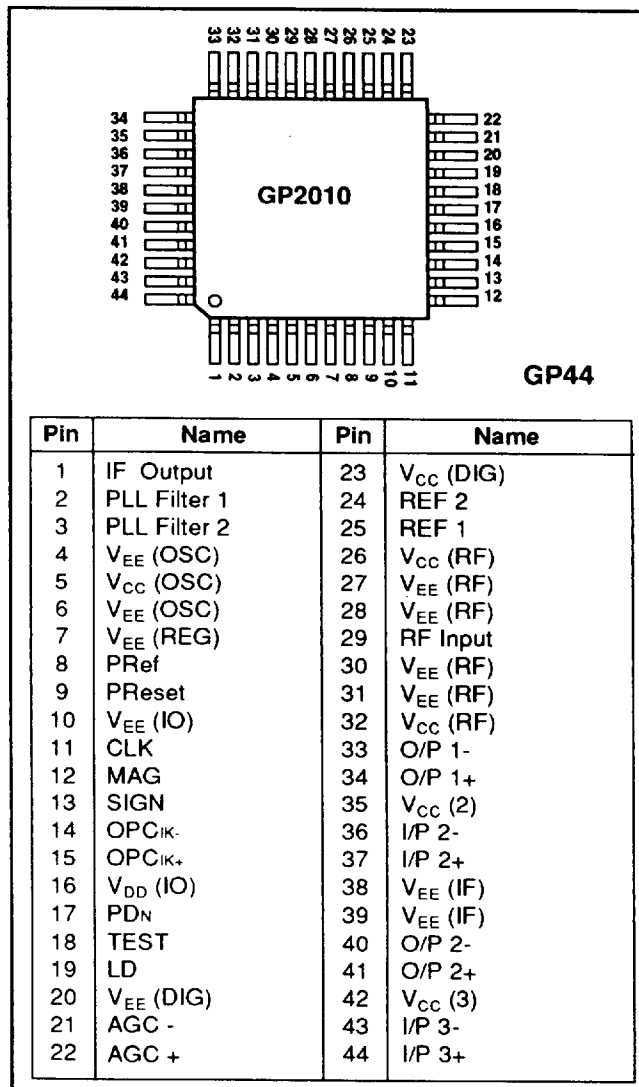 33 32 31 30 29 28 27 26 25 24 23
34 22
35 21
36 20
37 19
38 GP2010 18
39 17
40 16
41 15
42 14
43 13
44 12
1 2 3 4 5 6 7 8 9 10 11
GP44
Pin Name Pin Name
1 IF Output 23 VCC (DIG)
2 PLL Filter 1 24 REF 2
3 PLL Filter 2 25 REF 1
4 VEE (OSC) 26 VCC (RF)
5 VCC (OSC) 27 VEE (RF)
6 VEE (OSC) 28 VEE (RF)
7 VEE (REG) 29 RF Input
8 PRef 30 VEE (RF)
9 PReset 31 VEE (RF)
10 VEE (IO) 32 VCC (RF)
11 CLK 33 O/P 1-
12 MAG 34 O/P 1+
13 SIGN 35 VCC (2)
14 OPCIK- 36 I/P 2-
15 OPCIK+ 37 I/P 2+
16 VDD (IO) 38 VEE (IF)
17 PDN 39 VEE (IF)
18 TEST 40 O/P 2-
19 LD 41 O/P 2+
20 VEE (DIG) 42 VCC (3)
21 AGC - 43 I/P 3-
22 AGC + 44 I/P 3+